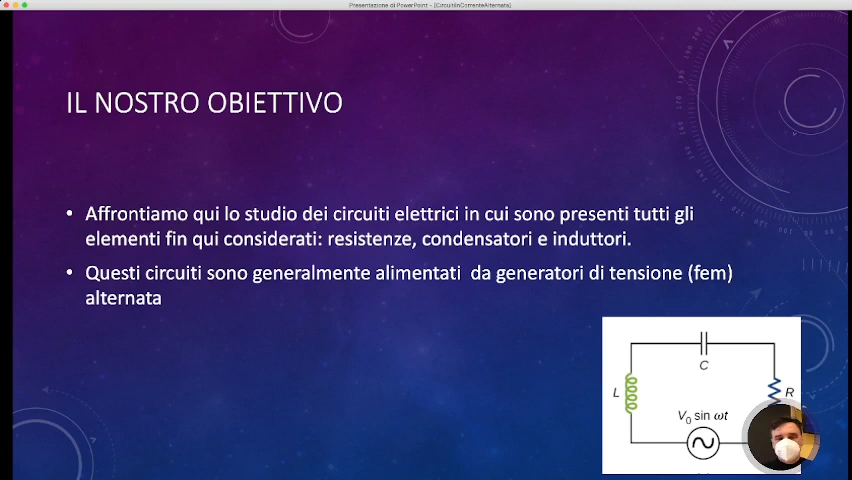 Presentazione di PowerPoint - [CircuitiInCorrenteAlternata]
IL NOSTRO OBIETTIVO
• Affrontiamo qui lo studio dei circuiti elettrici in cui sono presenti tutti gli
elementi fin qui considerati: resistenze, condensatori e induttori.
• Questi circuiti sono generalmente alimentati da generatori di tensione (fem)
alternata
C
L
R
V₀ sin ωt